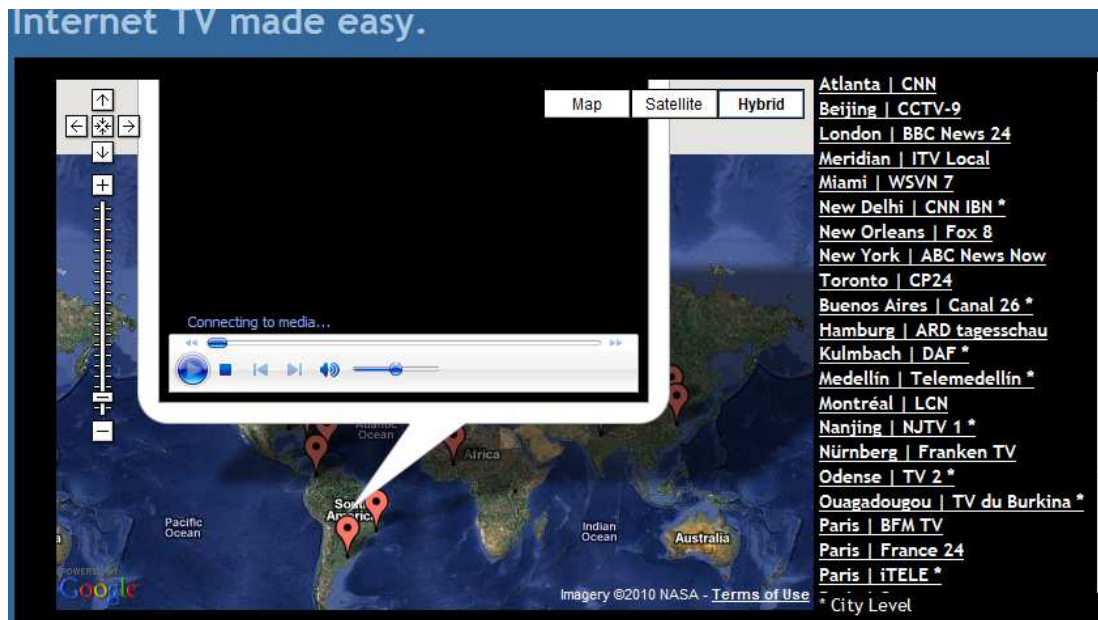 Internet TV made easy.
Map
Satellite
Hybrid
Connecting to media...
Atlantic
Ocean
Africa
South
America
Pacific
Ocean
Indian
Ocean
Australia
POWERED BY
Google
Imagery ©2010 NASA - Terms of Use
Atlanta | CNN
Beijing | CCTV-9
London | BBC News 24
Meridian | ITV Local
Miami | WSVN 7
New Delhi | CNN IBN *
New Orleans | Fox 8
New York | ABC News Now
Toronto | CP24
Buenos Aires | Canal 26 *
Hamburg | ARD tagesschau
Kulmbach | DAF *
Medellín | Telemedellín *
Montréal | LCN
Nanjing | NJTV 1 *
Nürnberg | Franken TV
Odense | TV 2 *
Ouagadougou | TV du Burkina *
Paris | BFM TV
Paris | France 24
Paris | iTELE *
* City Level